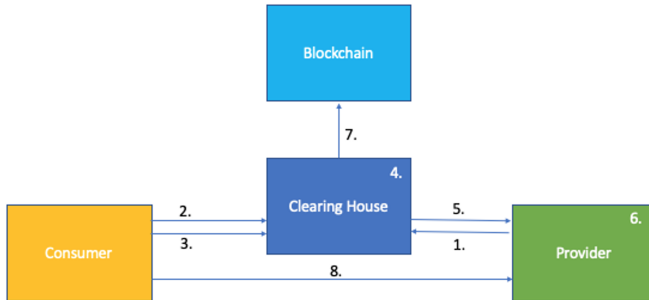 Blockchain
7.
4.
Clearing House
2.
3.
5.
1.
6.
Consumer
Provider
8.